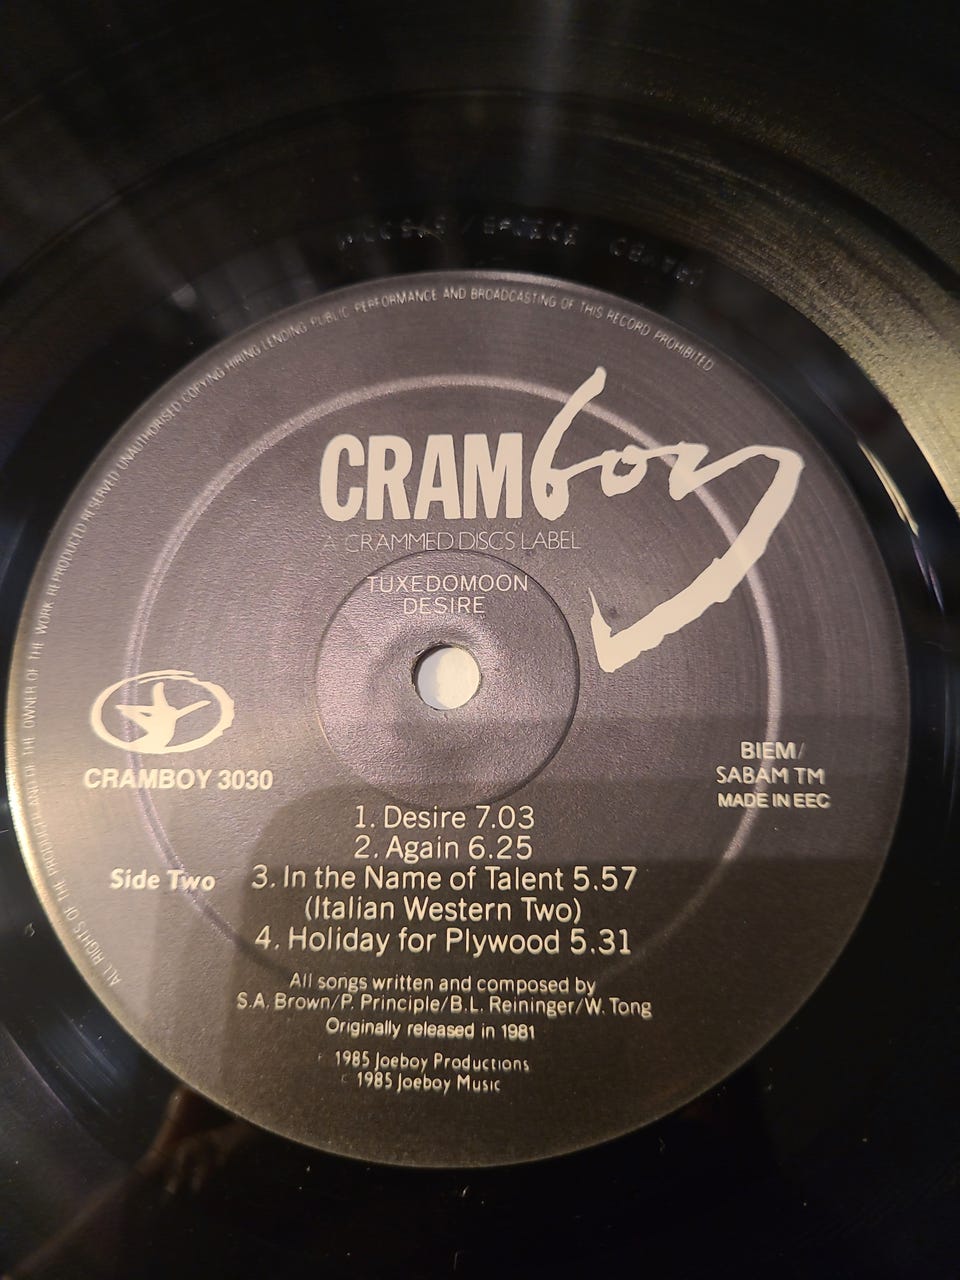 ALL RIGHTS OF THE PRODUCER AND OF THE OWNER OF THE WORK REPRODUCED RESERVED UNAUTHORISED COPYING HIRING LENDING PUBLIC PERFORMANCE AND BROADCASTING OF THIS RECORD PROHIBITED
CRAMboy
A CRAMMED DISCS LABEL
TUXEDOMOON
DESIRE
CRAMBOY 3030
BIEM/
SABAM TM
MADE IN EEC
Side Two
1. Desire 7.03
2. Again 6.25
3. In the Name of Talent 5.57
(Italian Western Two)
4. Holiday for Plywood 5.31
All songs written and composed by
S.A. Brown/P. Principle/B.L. Reininger/W. Tong
Originally released in 1981
1985 Joeboy Productions
1985 Joeboy Music